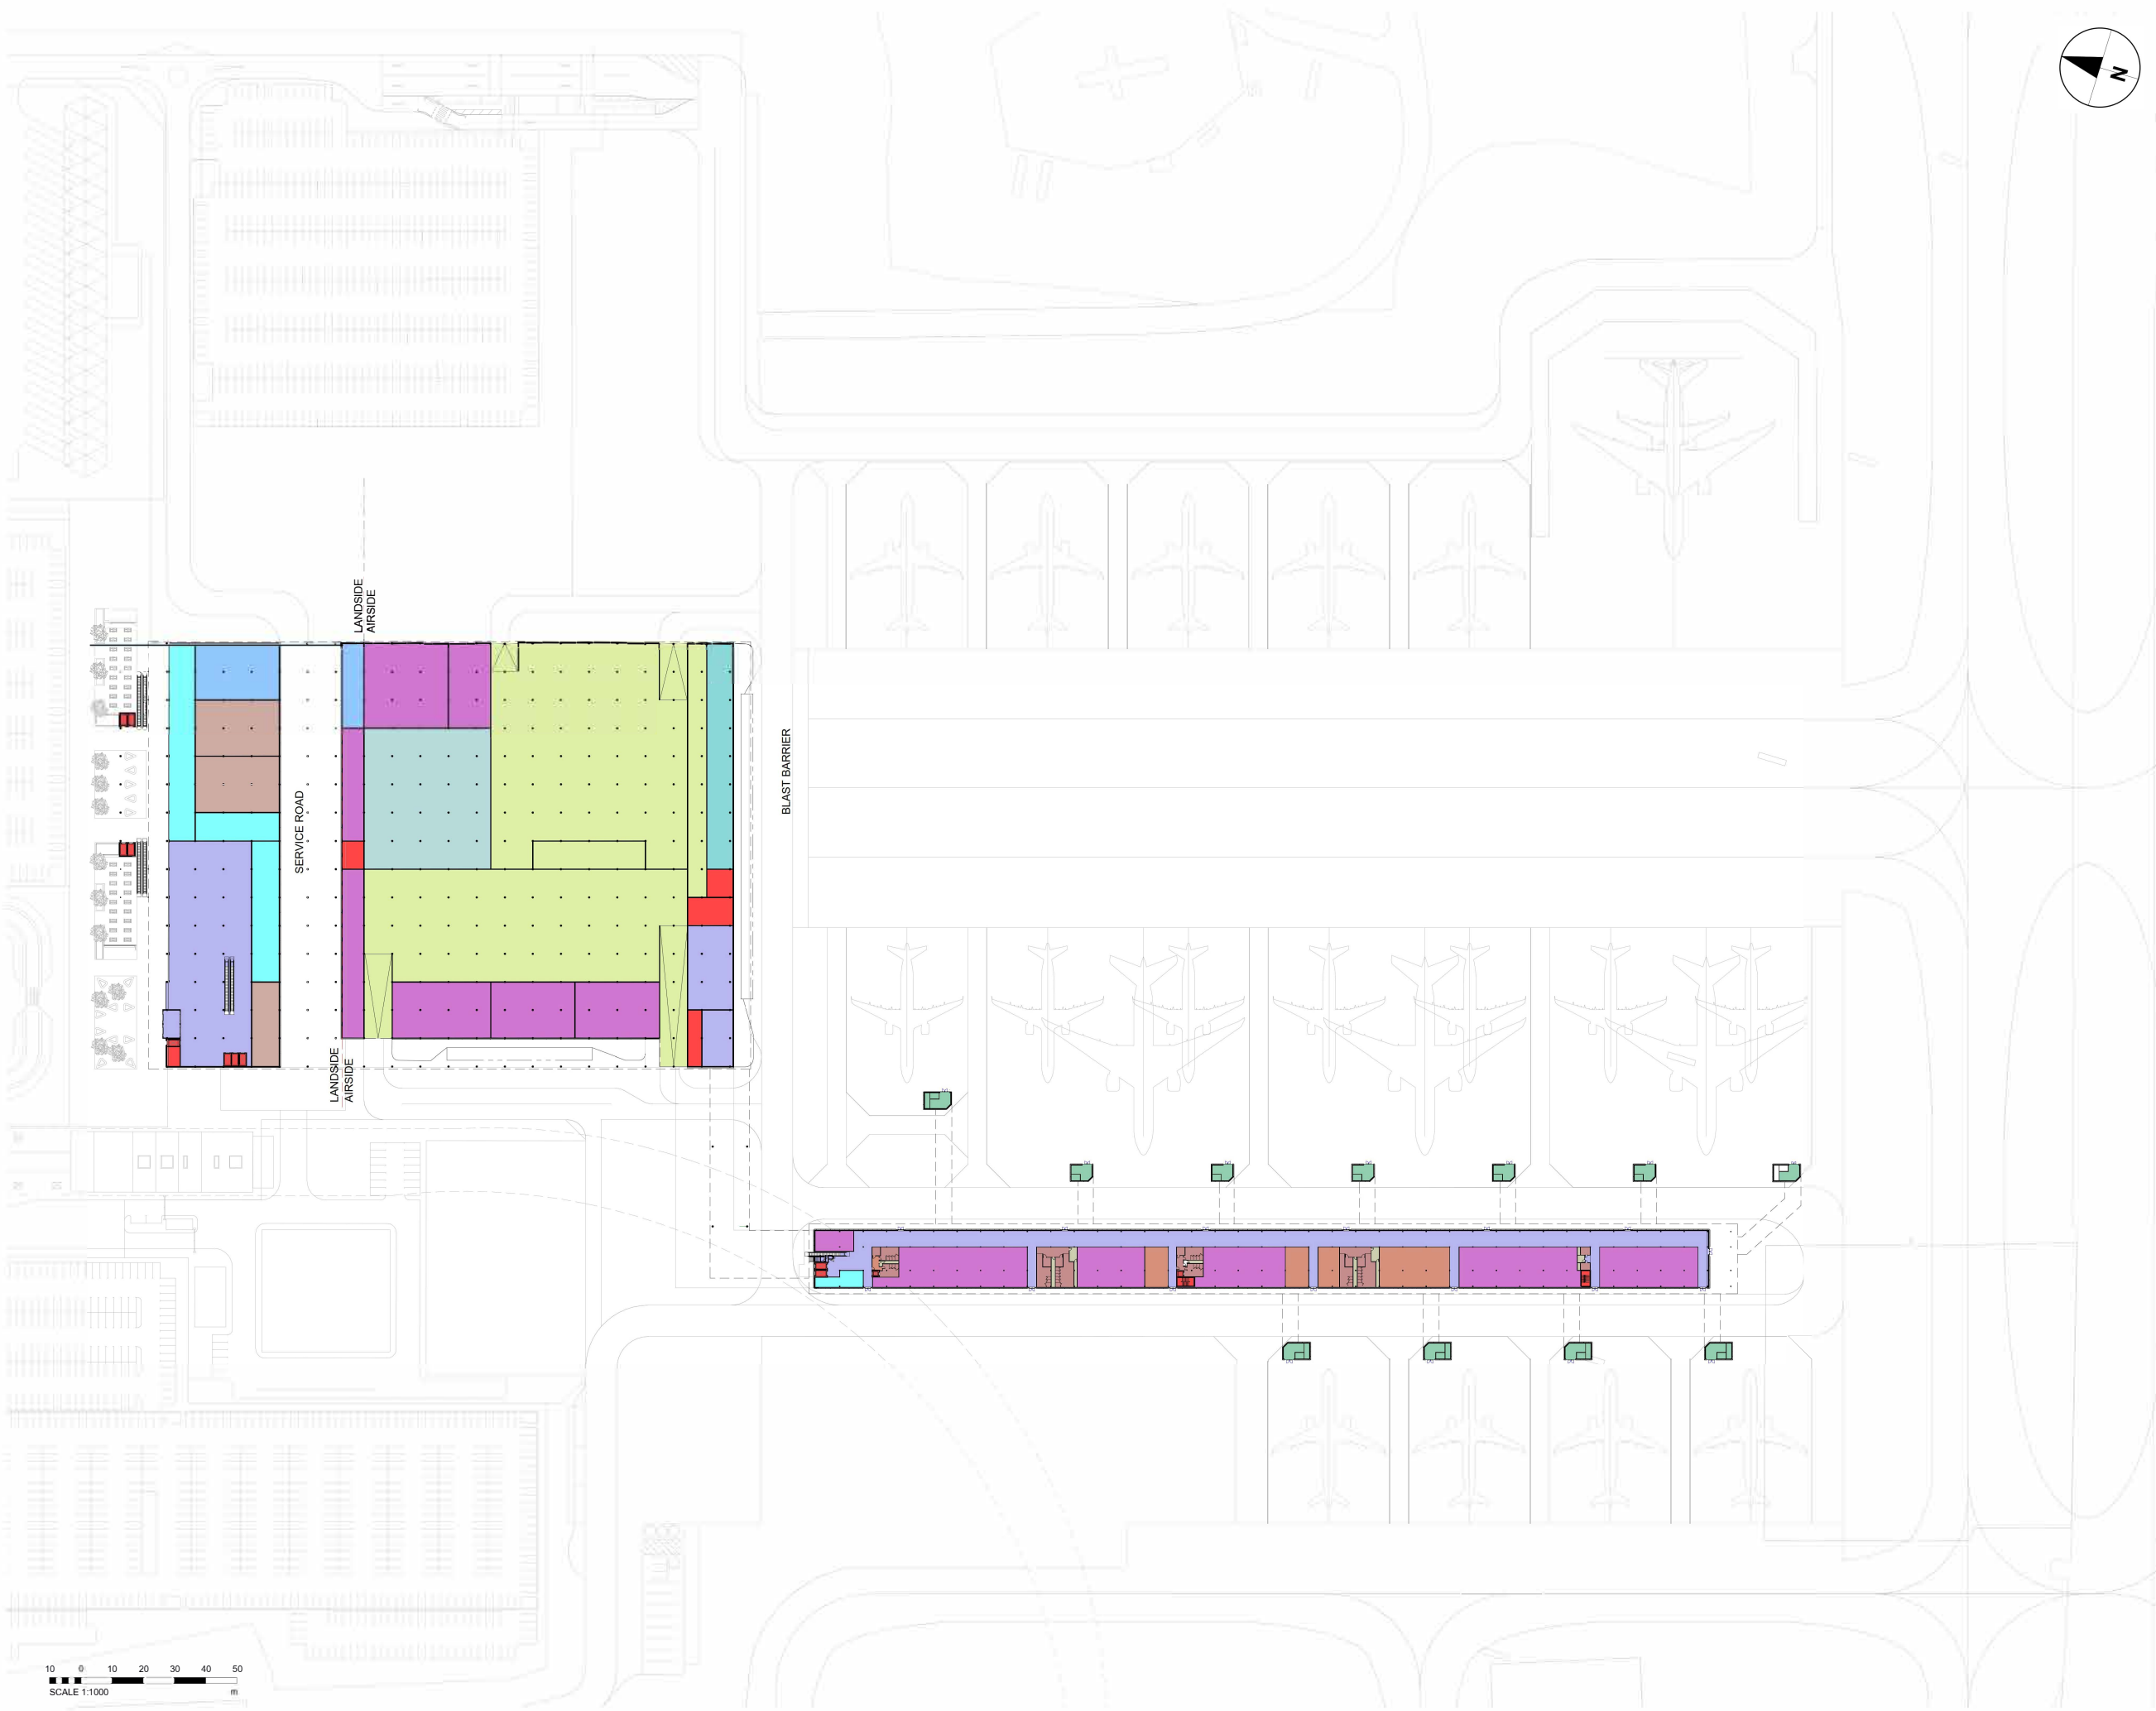 N
LANDSIDE
AIRSIDE
SERVICE ROAD
BLAST BARRIER
LANDSIDE
AIRSIDE
10 0 10 20 30 40 50
SCALE 1:1000 m